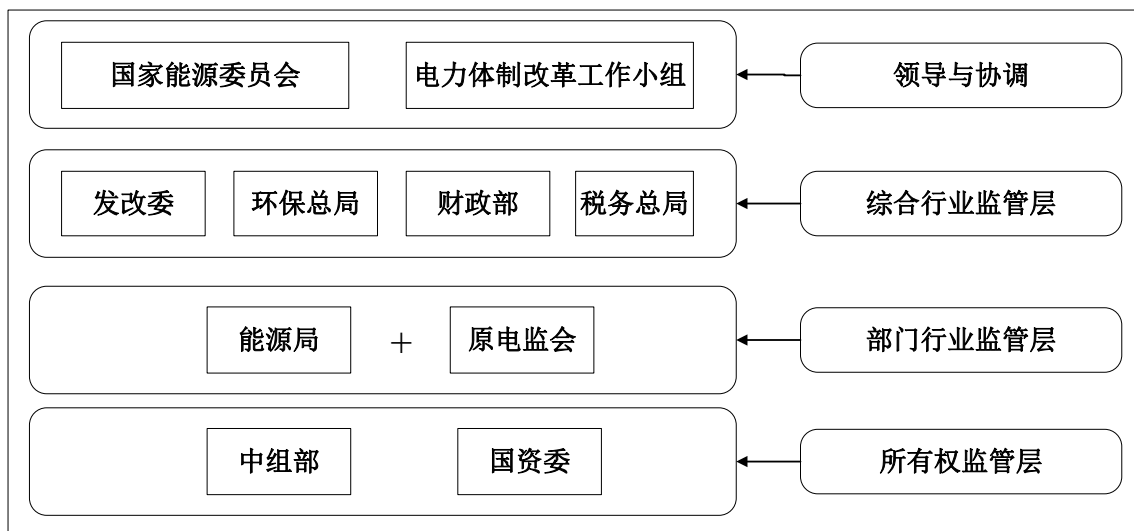 国家能源委员会 电力体制改革工作小组 领导与协调
发改委 环保总局 财政部 税务总局 综合行业监管层
能源局 + 原电监会 部门行业监管层
中组部 国资委 所有权监管层